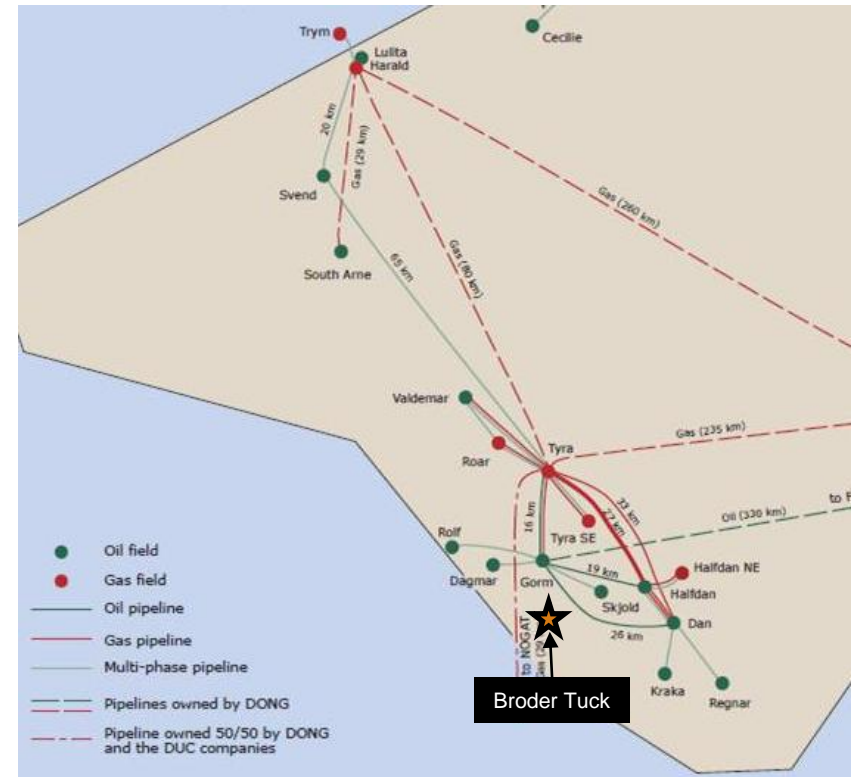 Trym
Lulita
Harald
Cecilie
20 km
Gas (29 km)
Svend
South Arne
65 km
Gas (80 km)
Gas (260 km)
Valdemar
Roar
Tyra
Gas (235 km)
16 km
Tyra SE
27 km
33 km
Oil (330 km)
to
Rolf
Dagmar
Gorm
19 km
Skjold
Halfdan NE
Halfdan
Dan
26 km
Kraka
Regnar
to NOGAT
Gas (29
Broder Tuck
Oil field
Gas field
Oil pipeline
Gas pipeline
Multi-phase pipeline
Pipelines owned by DONG
Pipeline owned 50/50 by DONG
and the DUC companies